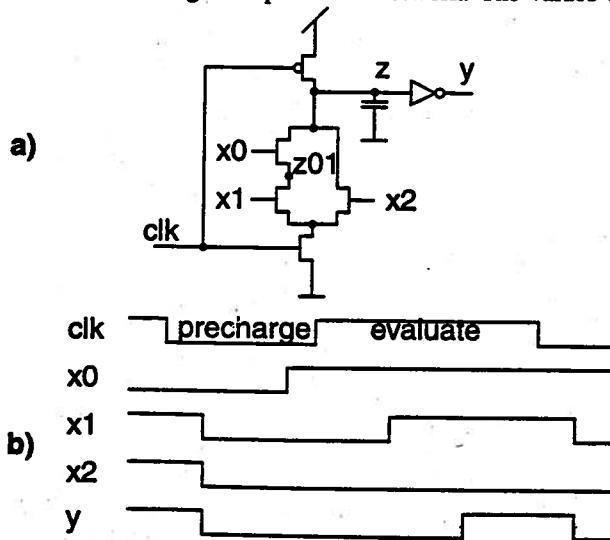 z y
a)
x0
z01
x1 x2
clk
clk precharge evaluate
x0
x1
b)
x2
y